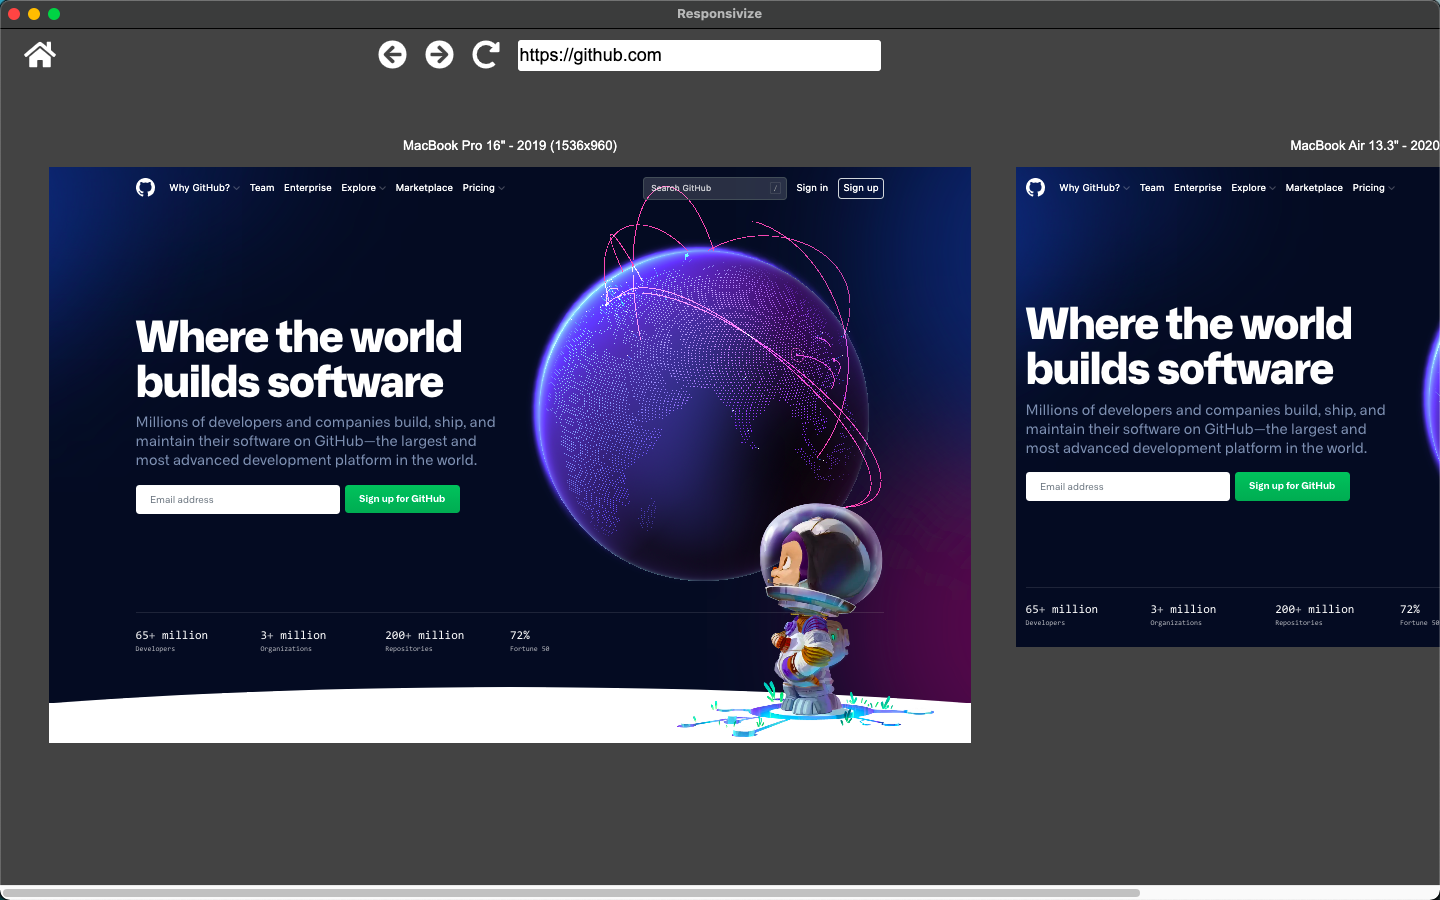 Responsivize
https://github.com
MacBook Pro 16" - 2019 (1536x960)
Why GitHub? Team Enterprise Explore Marketplace Pricing Search GitHub / Sign in Sign up
Where the world
builds software
Millions of developers and companies build, ship, and
maintain their software on GitHub—the largest and
most advanced development platform in the world.
Email address Sign up for GitHub
65+ million 3+ million 200+ million 72%
Developers Organizations Repositories Fortune 50
MacBook Air 13.3" - 2020
Why GitHub? Team Enterprise Explore Marketplace Pricing
Where the world
builds software
Millions of developers and companies build, ship, and
maintain their software on GitHub—the largest and
most advanced development platform in the world.
Email address Sign up for GitHub
65+ million 3+ million 200+ million 72%
Developers Organizations Repositories Fortune 50